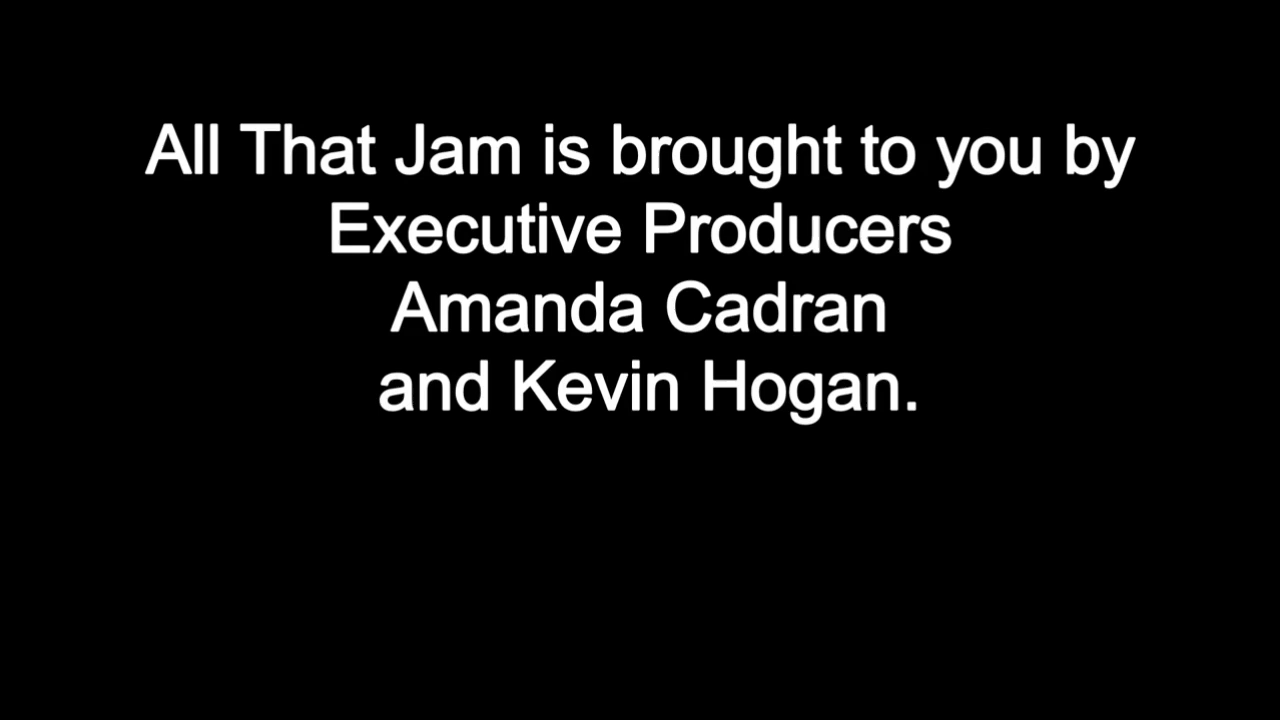 All That Jam is brought to you by
Executive Producers
Amanda Cadran
and Kevin Hogan.